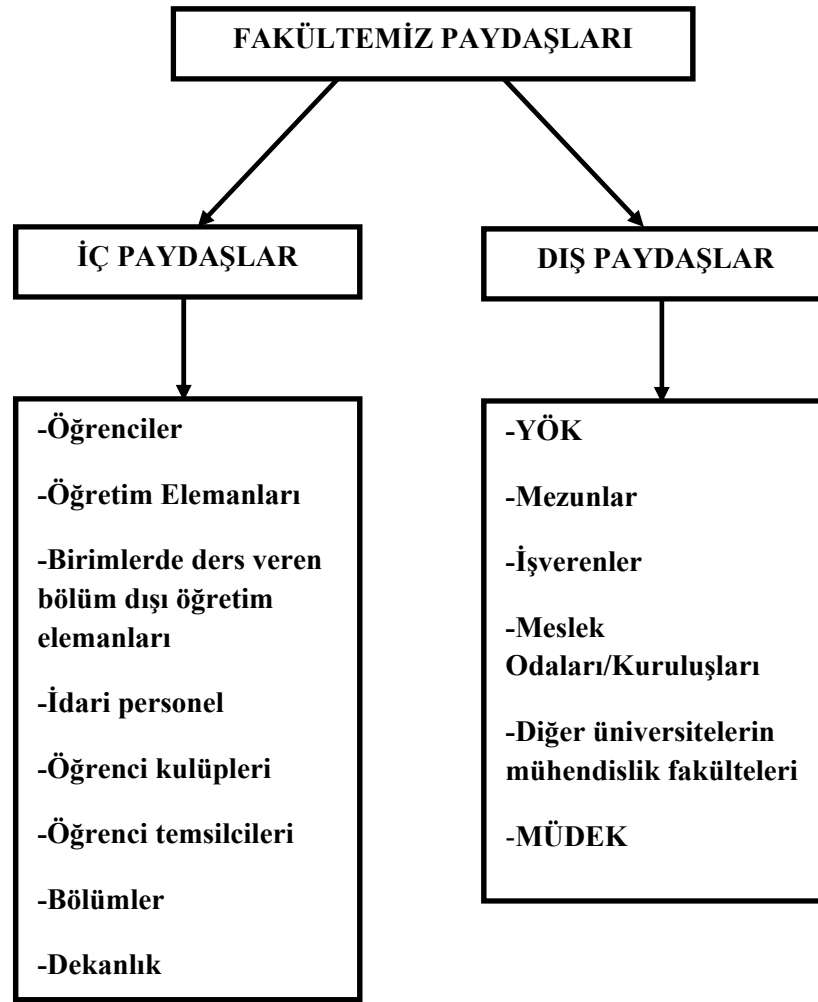 FAKÜLTEMİZ PAYDAŞLARI
İÇ PAYDAŞLAR
-Öğrenciler
-Öğretim Elemanları
-Birimlerde ders veren
bölüm dışı öğretim
elemanları
-İdari personel
-Öğrenci kulüpleri
-Öğrenci temsilcileri
-Bölümler
-Dekanlık
DIŞ PAYDAŞLAR
-YÖK
-Mezunlar
-İşverenler
-Meslek
Odaları/Kuruluşları
-Diğer üniversitelerin
mühendislik fakülteleri
-MÜDEK